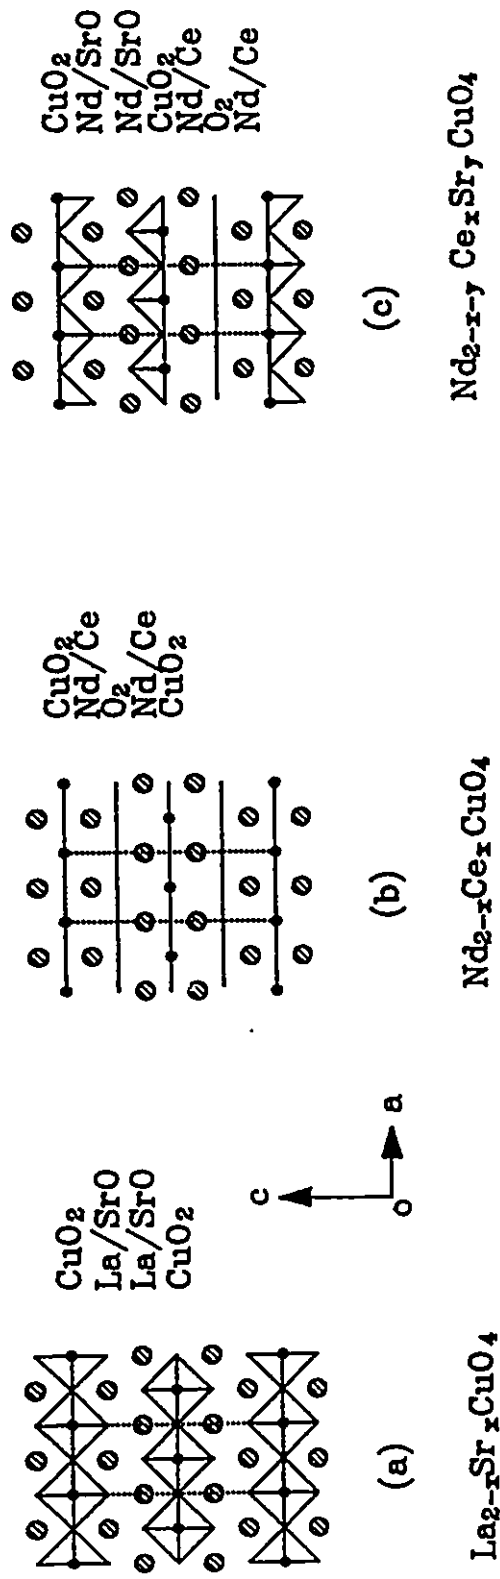 CuO₂
La/SrO
La/SrO
CuO₂
c
a
o
(a)
La₂₋ₓSrₓCuO₄
CuO₂
Nd/Ce
O₂
Nd/Ce
CuO₂
(b)
Nd₂₋ₓCeₓCuO₄
CuO₂
Nd/SrO
Nd/SrO
CuO₂
Nd/Ce
O₂
Nd/Ce
(c)
Nd₂₋ₓ₋yCeₓSryCuO₄